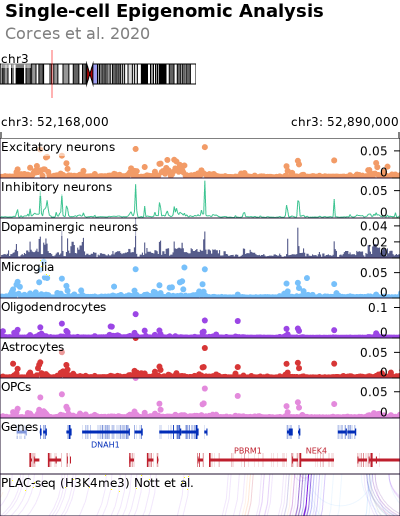 Single-cell Epigenomic Analysis
Corces et al. 2020
chr3
chr3: 52,168,000 chr3: 52,890,000
Excitatory neurons 0.05
0
Inhibitory neurons 0.05
0
Dopaminergic neurons 0.04
0.02
0
Microglia 0.05
0
Oligodendrocytes 0.1
0
Astrocytes 0.05
0
OPCs 0.05
0
Genes
DNAH1
PBRM1 NEK4
PLAC-seq (H3K4me3) Nott et al.